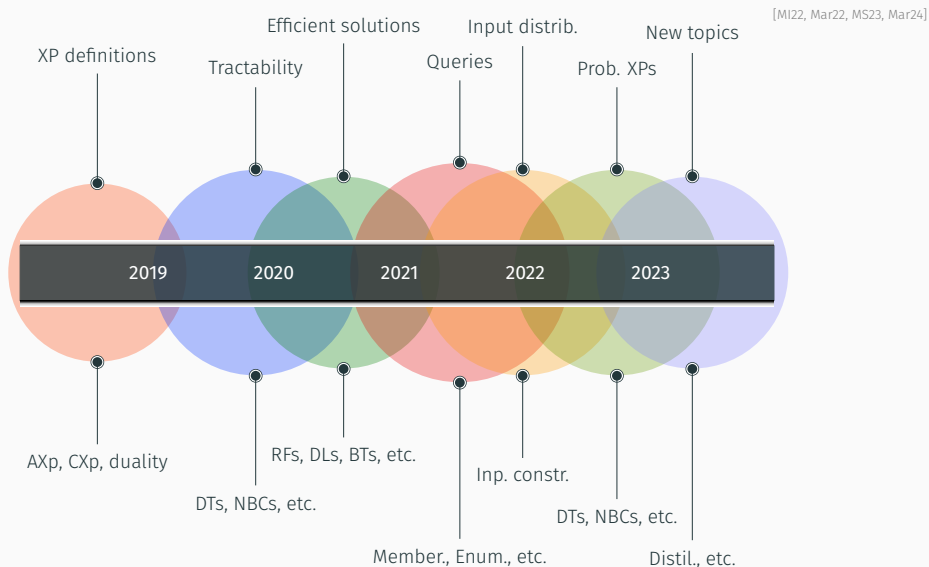 [MI22, Mar22, MS23, Mar24]
XP definitions
Tractability
Efficient solutions
Queries
Input distrib.
Prob. XPs
New topics
2019
2020
2021
2022
2023
AXp, CXp, duality
DTs, NBCs, etc.
RFs, DLs, BTs, etc.
Member., Enum., etc.
Inp. constr.
DTs, NBCs, etc.
Distil., etc.